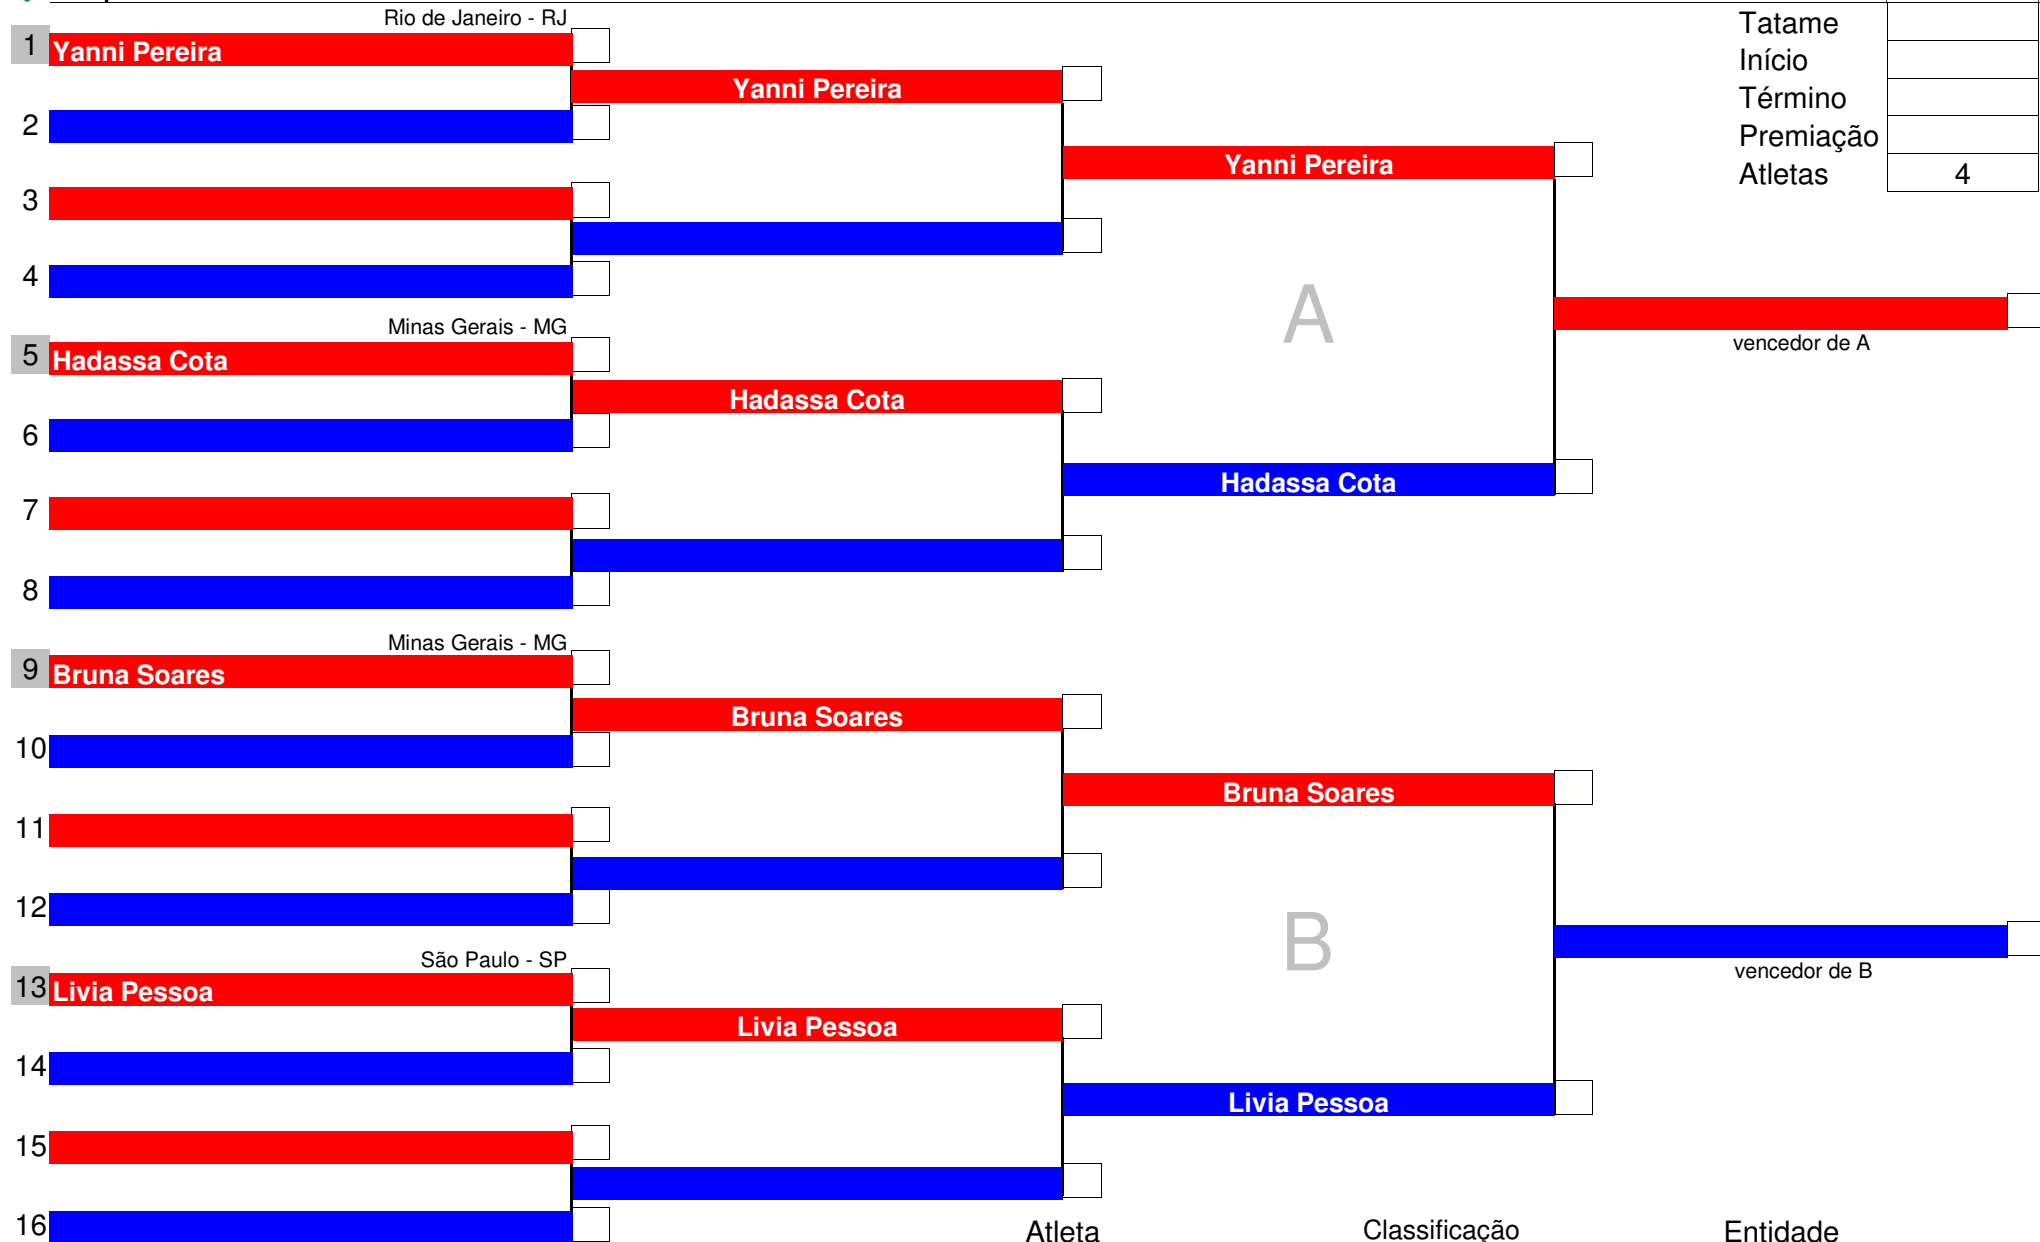 Rio de Janeiro - RJ
Tatame
1 Yanni Pereira
Início
Yanni Pereira
Término
2
Premiação
Yanni Pereira
Atletas 4
3
4
Minas Gerais - MG
A
5 Hadassa Cota
vencedor de A
Hadassa Cota
6
Hadassa Cota
7
8
Minas Gerais - MG
9 Bruna Soares
Bruna Soares
10
Bruna Soares
11
12
B
São Paulo - SP
vencedor de B
13 Livia Pessoa
Livia Pessoa
14
Livia Pessoa
15
16
Atleta Classificação Entidade